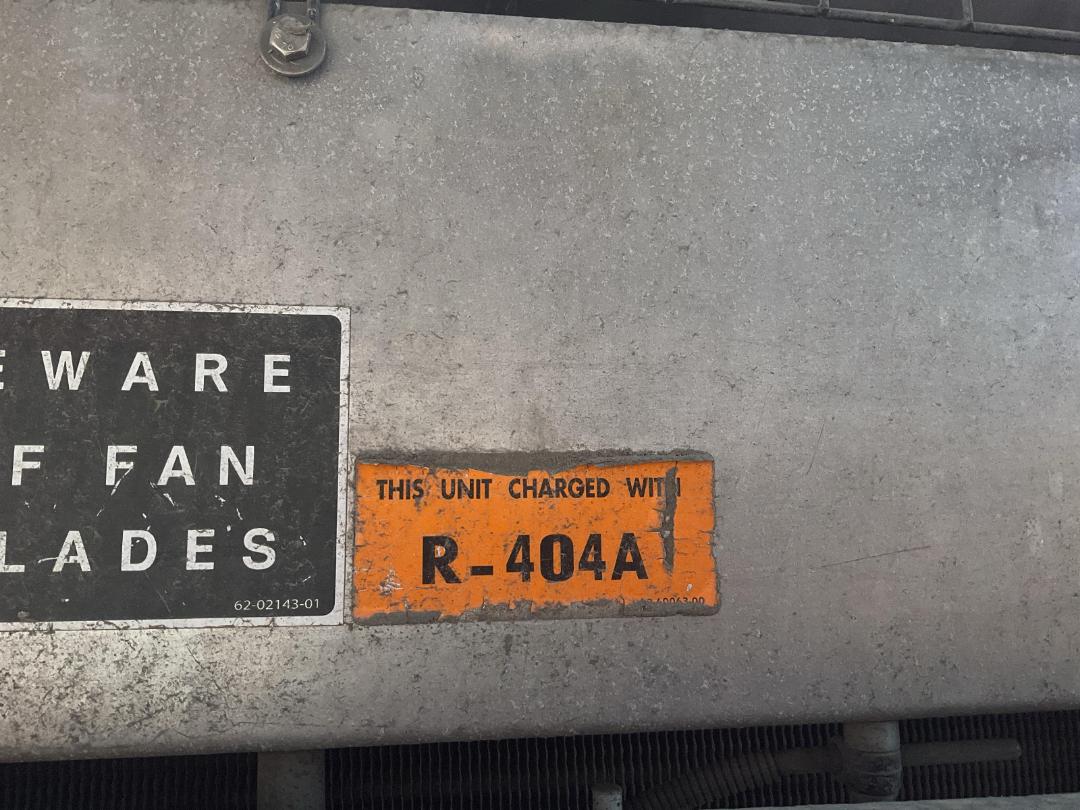 EWARE
F FAN
LADES
62-02143-01
THIS UNIT CHARGED WITH
R-404A